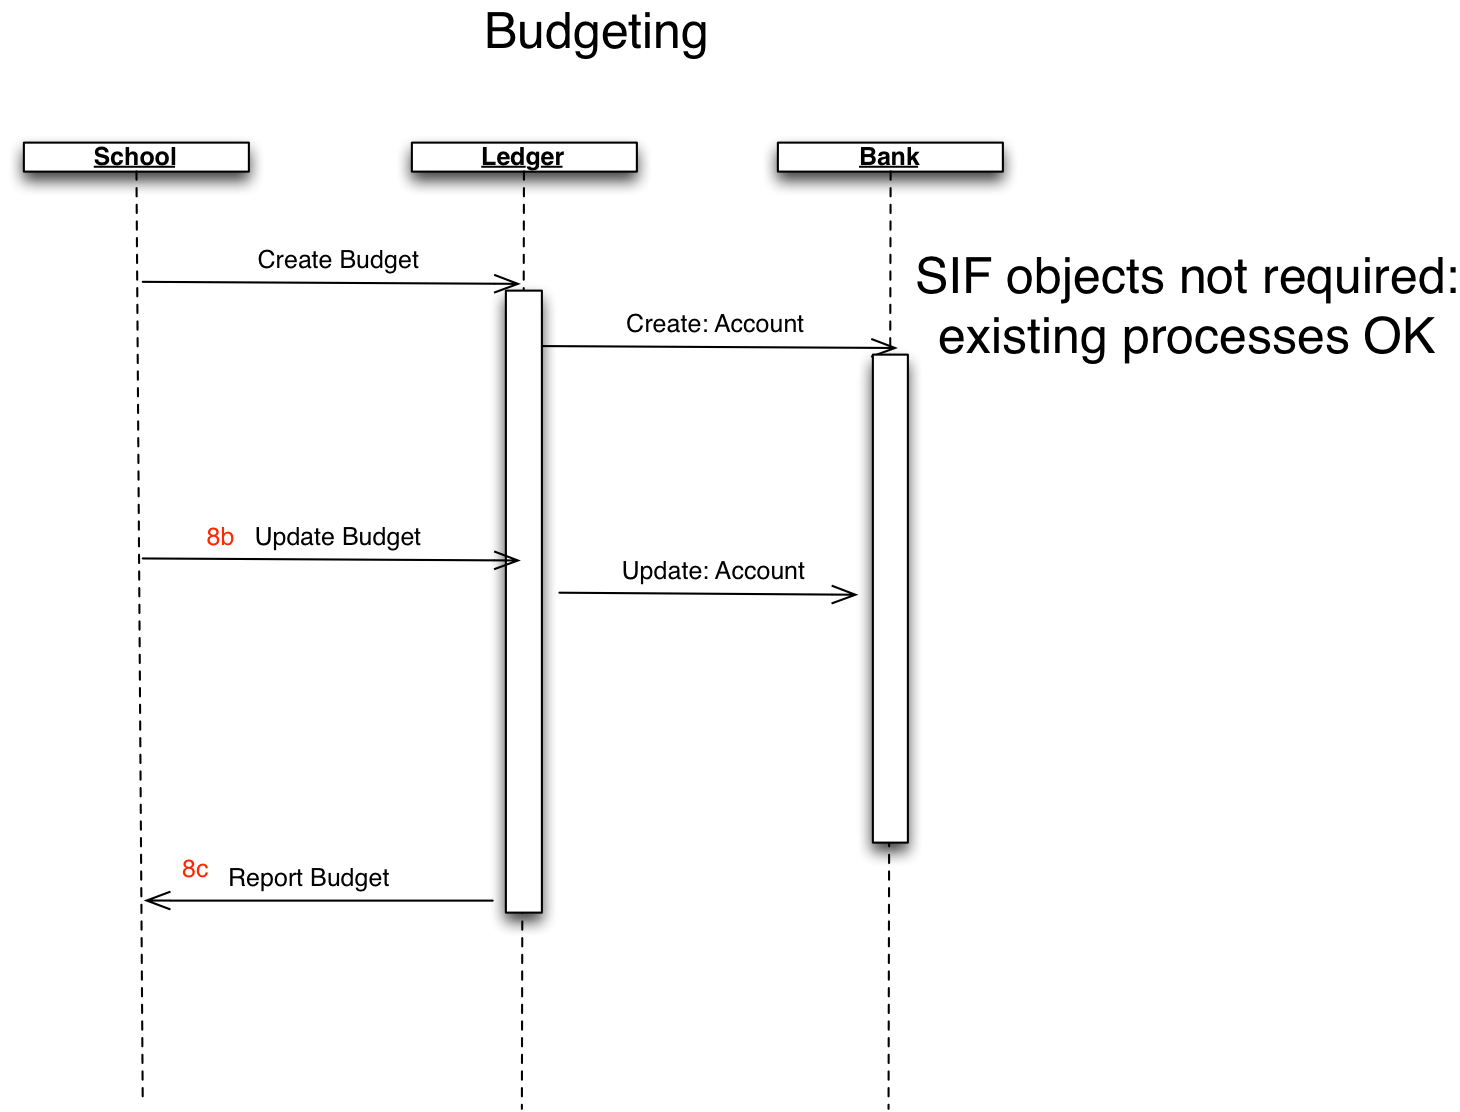 Budgeting
School
Ledger
Bank
Create Budget
SIF objects not required:
existing processes OK
Create: Account
8b Update Budget
Update: Account
8c Report Budget